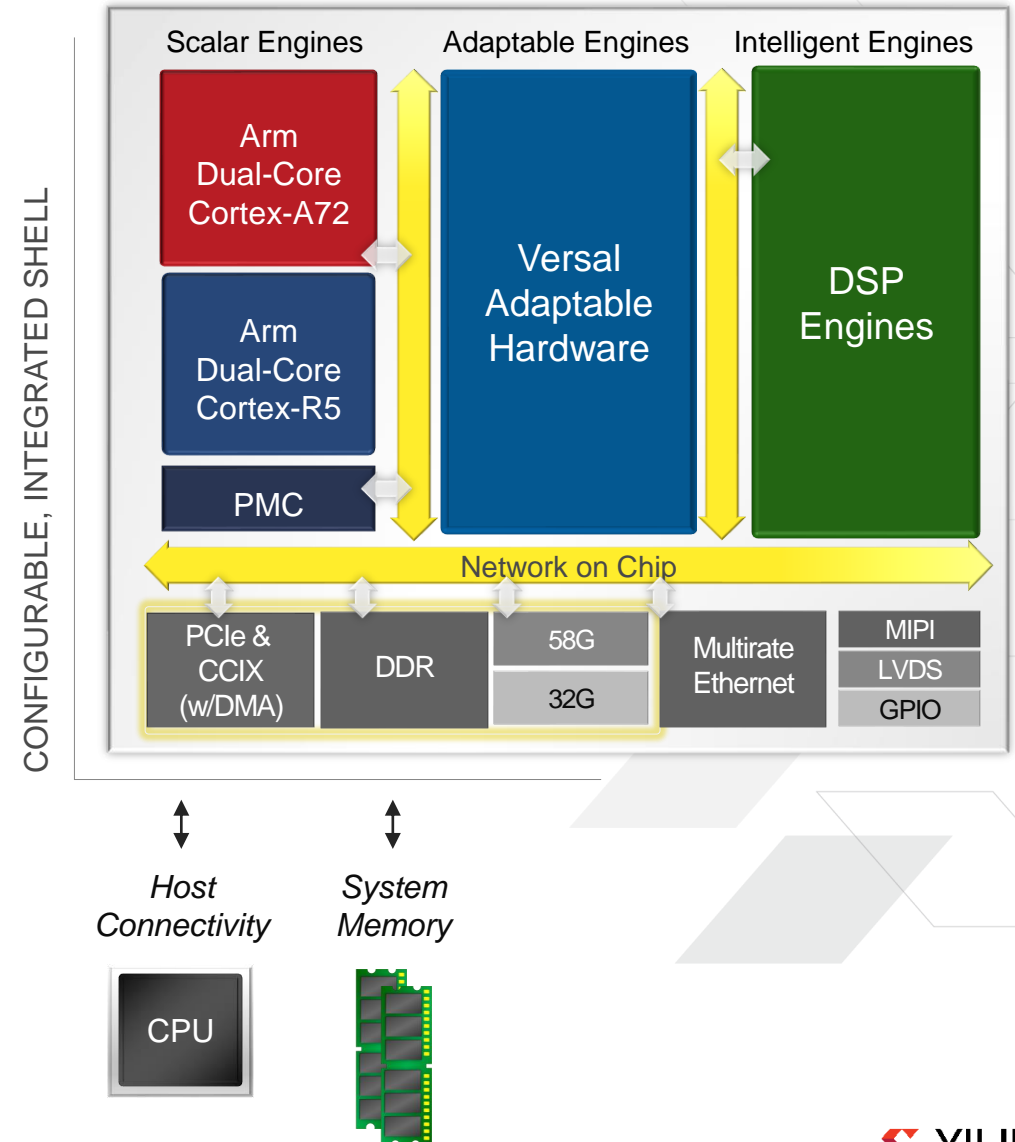 Scalar Engines
Adaptable Engines
Intelligent Engines
Arm
Dual-Core
Cortex-A72
Arm
Dual-Core
Cortex-R5
PMC
Versal
Adaptable
Hardware
DSP
Engines
CONFIGURABLE, INTEGRATED SHELL
Network on Chip
PCIe &
CCIX
(w/DMA)
DDR
58G
32G
Multirate
Ethernet
MIPI
LVDS
GPIO
Host
Connectivity
System
Memory
CPU